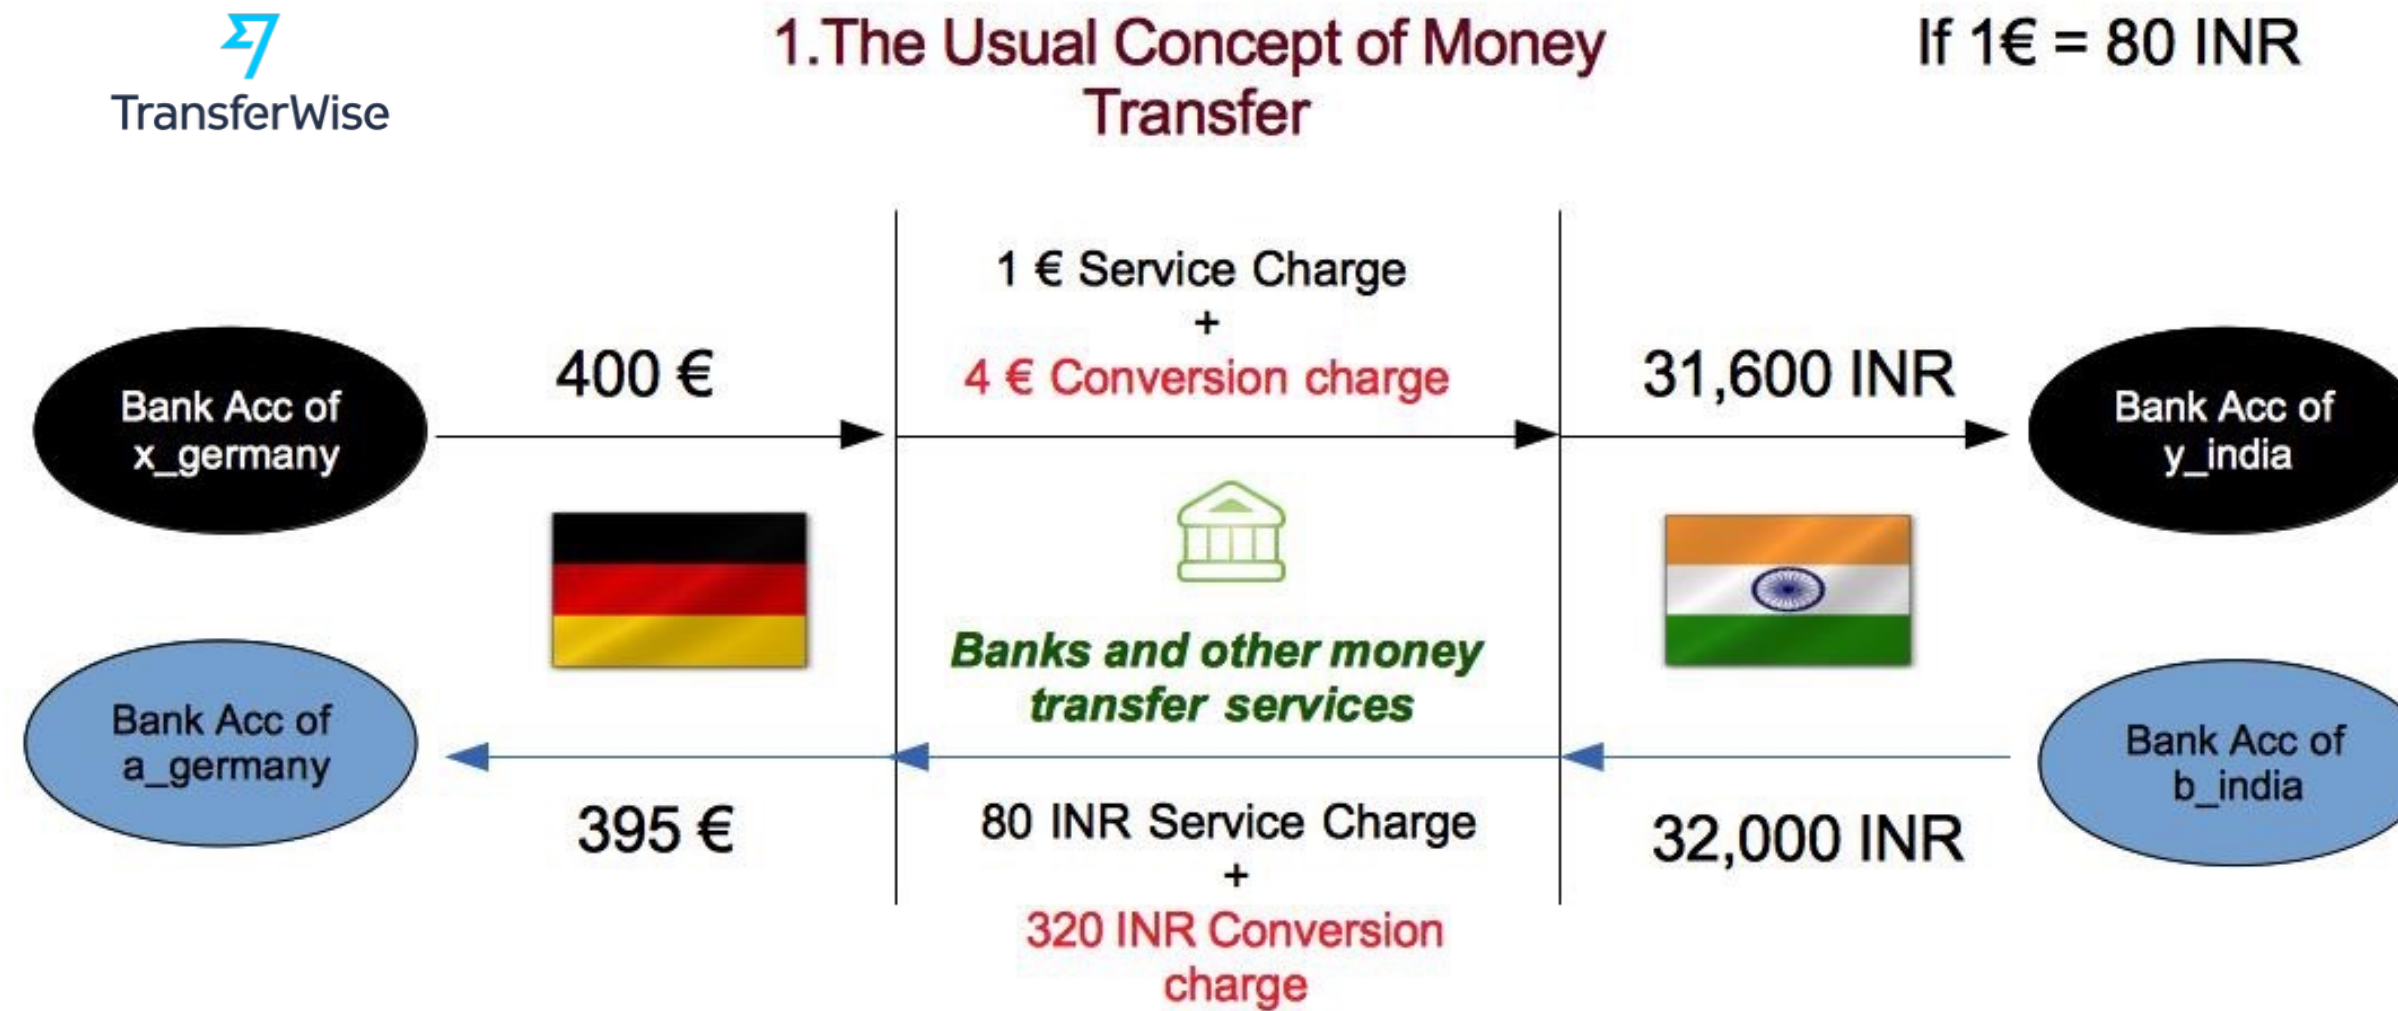 TransferWise
1.The Usual Concept of Money
Transfer
If 1€ = 80 INR
1 € Service Charge
+
4 € Conversion charge
400 €
31,600 INR
Bank Acc of
x_germany
Bank Acc of
y_india
Banks and other money
transfer services
Bank Acc of
a_germany
Bank Acc of
b_india
395 €
80 INR Service Charge
+
320 INR Conversion
charge
32,000 INR